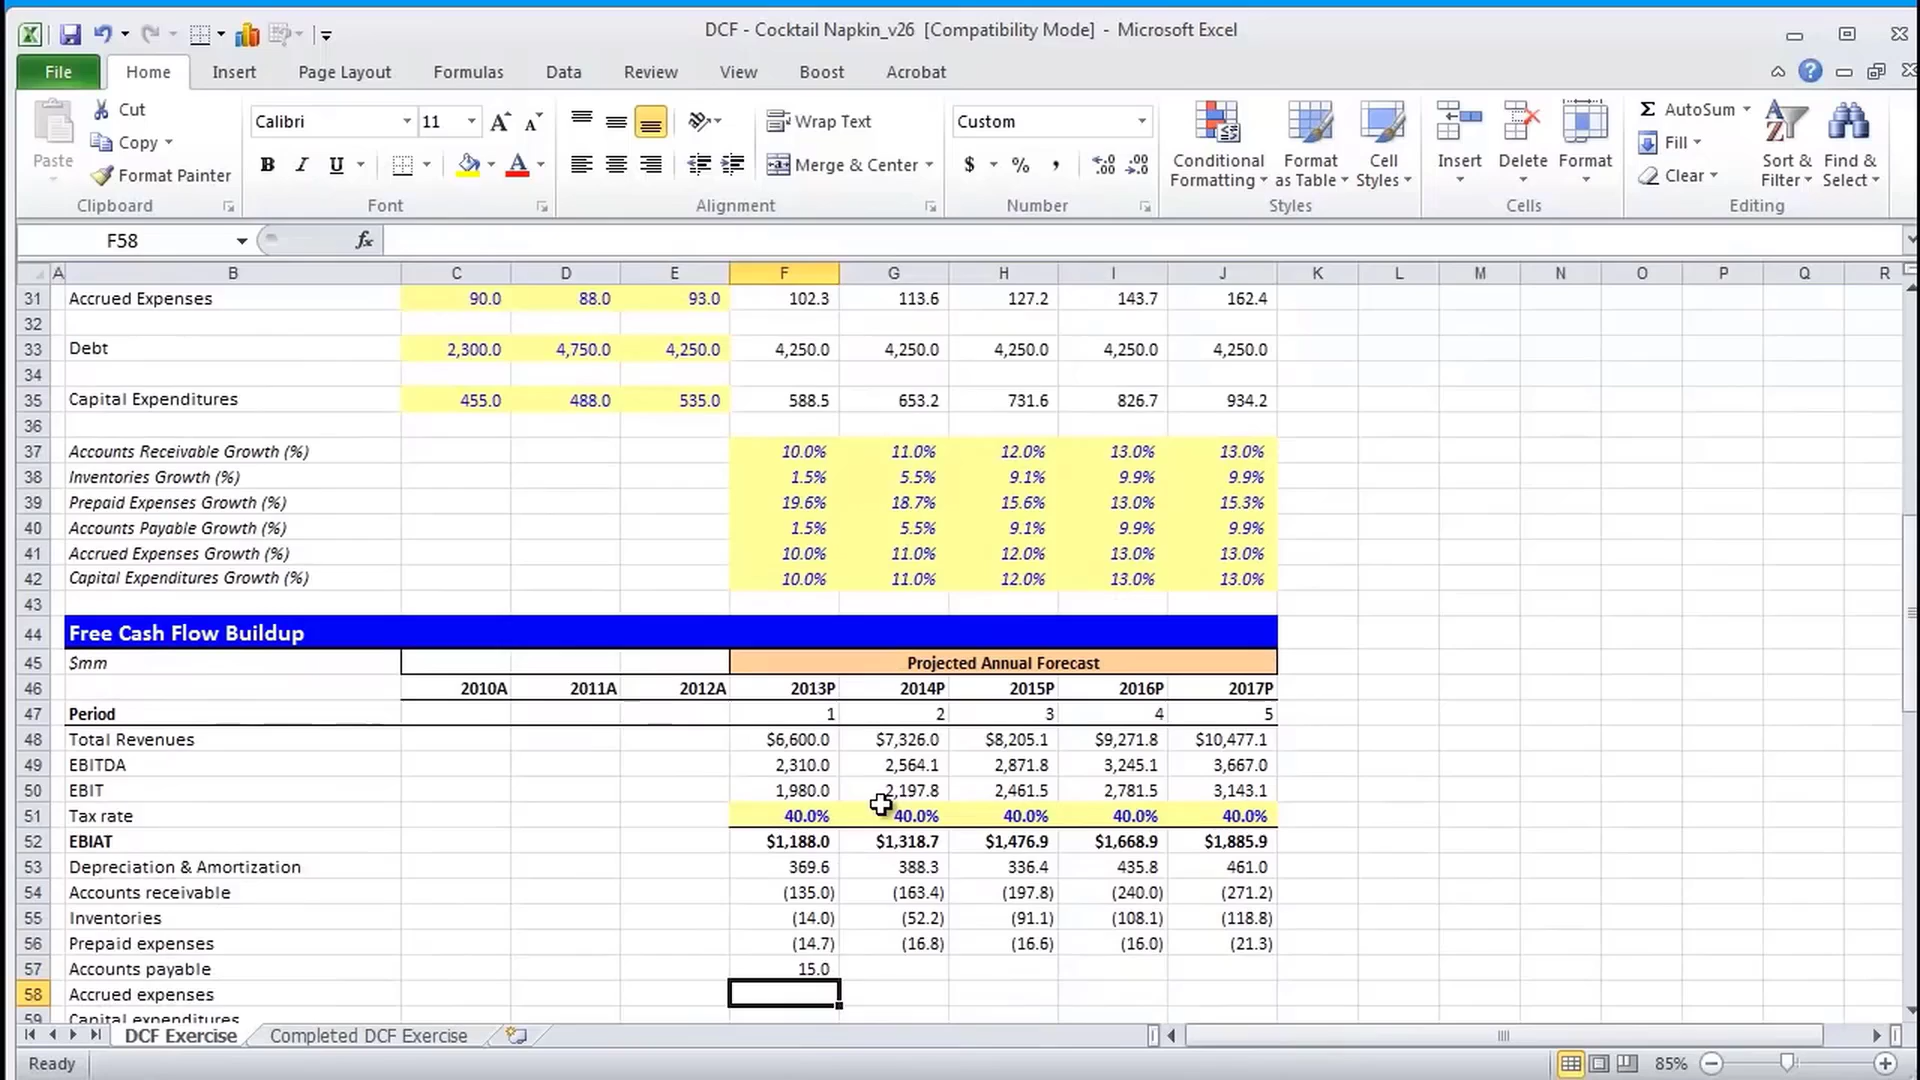 DCF - Cocktail Napkin_v26 [Compatibility Mode] - Microsoft Excel
File Home Insert Page Layout Formulas Data Review View Boost Acrobat
Paste Cut Copy Format Painter Clipboard
Calibri 11 B I U Font
Wrap Text Merge & Center Alignment
Custom $ % , Number
Conditional Formatting Format as Table Cell Styles Styles
Insert Delete Format Cells
AutoSum Fill Clear Sort & Filter Find & Select Editing
F58 fx
A B C D E F G H I J K L M N O P Q R
31 Accrued Expenses 90.0 88.0 93.0 102.3 113.6 127.2 143.7 162.4
32
33 Debt 2,300.0 4,750.0 4,250.0 4,250.0 4,250.0 4,250.0 4,250.0 4,250.0
34
35 Capital Expenditures 455.0 488.0 535.0 588.5 653.2 731.6 826.7 934.2
36
37 Accounts Receivable Growth (%) 10.0% 11.0% 12.0% 13.0% 13.0%
38 Inventories Growth (%) 1.5% 5.5% 9.1% 9.9% 9.9%
39 Prepaid Expenses Growth (%) 19.6% 18.7% 15.6% 13.0% 15.3%
40 Accounts Payable Growth (%) 1.5% 5.5% 9.1% 9.9% 9.9%
41 Accrued Expenses Growth (%) 10.0% 11.0% 12.0% 13.0% 13.0%
42 Capital Expenditures Growth (%) 10.0% 11.0% 12.0% 13.0% 13.0%
43
44 Free Cash Flow Buildup
45 $mm Projected Annual Forecast
46 2010A 2011A 2012A 2013P 2014P 2015P 2016P 2017P
47 Period 1 2 3 4 5
48 Total Revenues $6,600.0 $7,326.0 $8,205.1 $9,271.8 $10,477.1
49 EBITDA 2,310.0 2,564.1 2,871.8 3,245.1 3,667.0
50 EBIT 1,980.0 2,197.8 2,461.5 2,781.5 3,143.1
51 Tax rate 40.0% 40.0% 40.0% 40.0% 40.0%
52 EBIAT $1,188.0 $1,318.7 $1,476.9 $1,668.9 $1,885.9
53 Depreciation & Amortization 369.6 388.3 336.4 435.8 461.0
54 Accounts receivable (135.0) (163.4) (197.8) (240.0) (271.2)
55 Inventories (14.0) (52.2) (91.1) (108.1) (118.8)
56 Prepaid expenses (14.7) (16.8) (16.6) (16.0) (21.3)
57 Accounts payable 15.0
58 Accrued expenses
59 Capital expenditures
DCF Exercise Completed DCF Exercise
Ready 85%